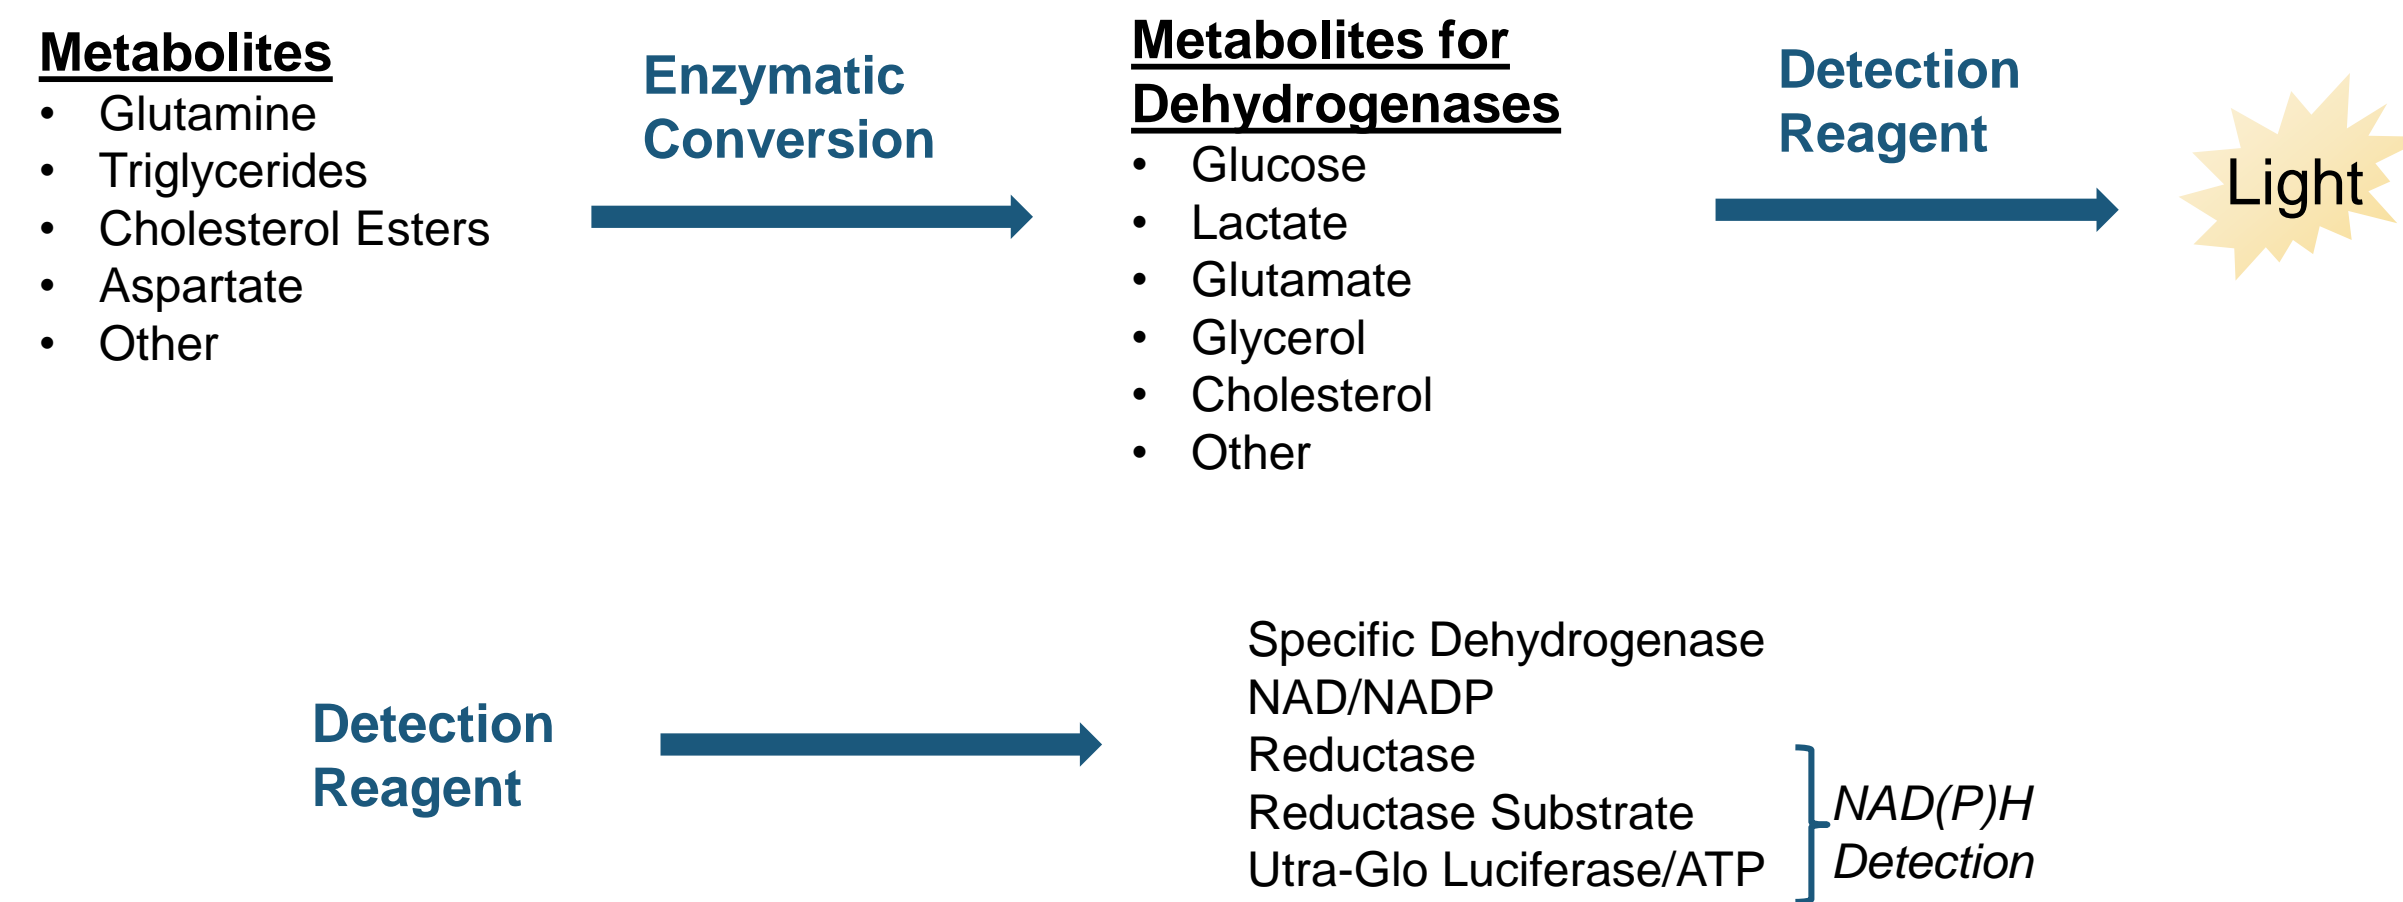 Metabolites
• Glutamine
• Triglycerides
• Cholesterol Esters
• Aspartate
• Other
Enzymatic
Conversion
Metabolites for
Dehydrogenases
• Glucose
• Lactate
• Glutamate
• Glycerol
• Cholesterol
• Other
Detection
Reagent
Light
Detection
Reagent
Specific Dehydrogenase
NAD/NADP
Reductase
Reductase Substrate
Utra-Glo Luciferase/ATP
NAD(P)H
Detection